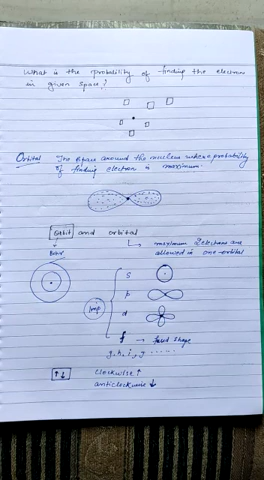 What is the probability of finding the electron
in given space?
Orbital The space around the nucleus where probability
of finding electron is maximum.
Orbit and orbital
maximum 2 electrons are
allowed in one-orbital
Bohr
s
p
d
f → fused shape
g, h, i, j ......
↑↓ clockwise ↑
anticlockwise ↓